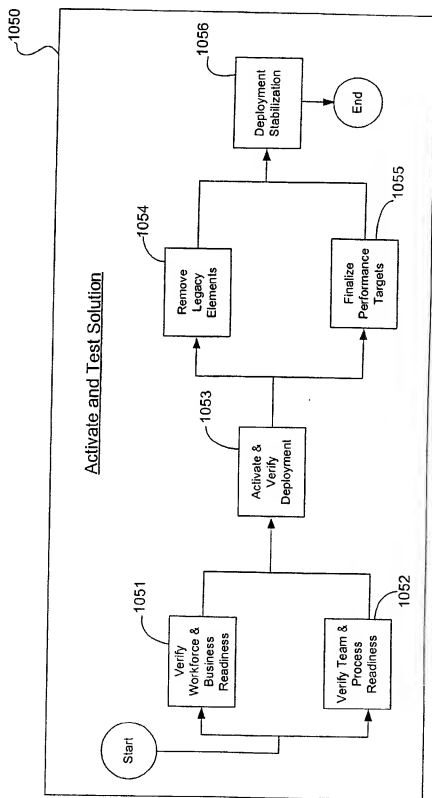 1050
Activate and Test Solution
Start
1051
Verify
Workforce &
Business
Readiness
1052
Verify Team &
Process
Readiness
1053
Activate &
Verify
Deployment
1054
Remove
Legacy
Elements
1055
Finalize
Performance
Targets
1056
Deployment
Stabilization
End